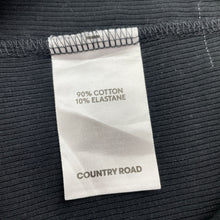 90% COTTON
10% ELASTANE
COUNTRY ROAD